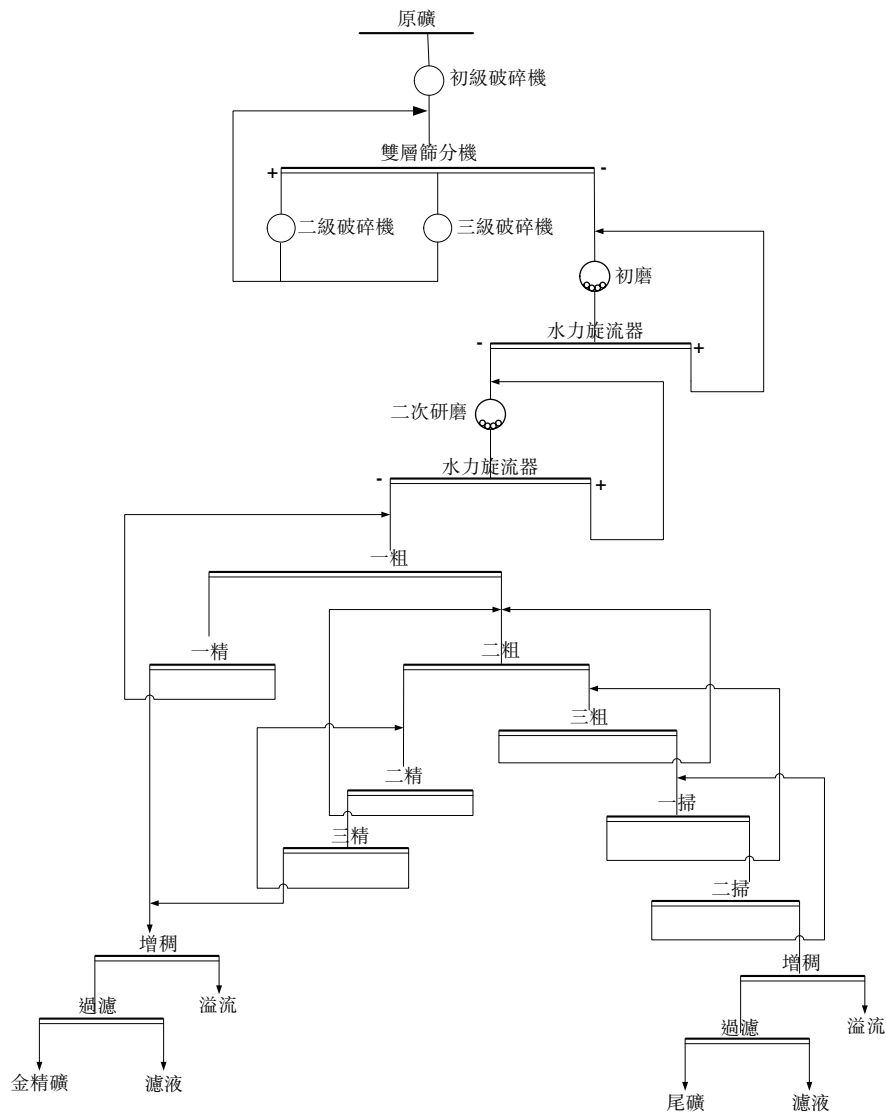 原礦
初級破碎機
雙層篩分機
+
-
二級破碎機
三級破碎機
初磨
水力旋流器
-
+
二次研磨
水力旋流器
-
+
一粗
一精
二粗
三粗
二精
一掃
三精
二掃
增稠
增稠
過濾
溢流
溢流
過濾
金精礦
濾液
尾礦
濾液